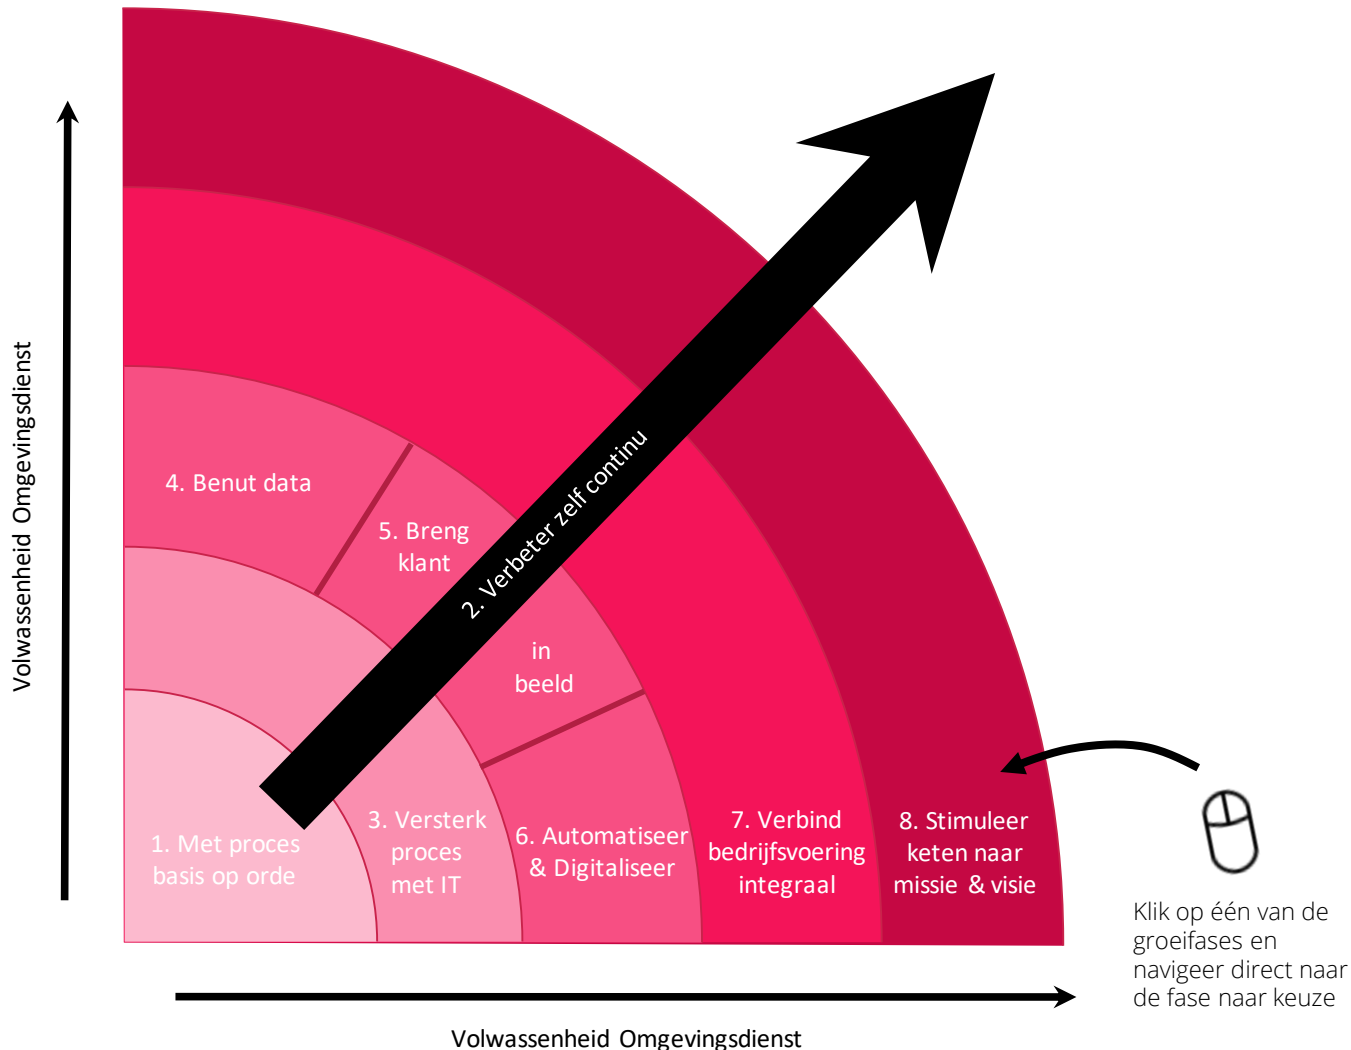 Volwassenheid Omgevingsdienst
4. Benut data
5. Breng
klant
in
beeld
2. Verbeter zelf continu
1. Met proces
basis op orde
3. Versterk
proces
met IT
6. Automatiseer
& Digitaliseer
7. Verbind
bedrijfsvoering
integraal
8. Stimuleer
keten naar
missie & visie
Klik op één van de
groeifases en
navigeer direct naar
de fase naar keuze
Volwassenheid Omgevingsdienst